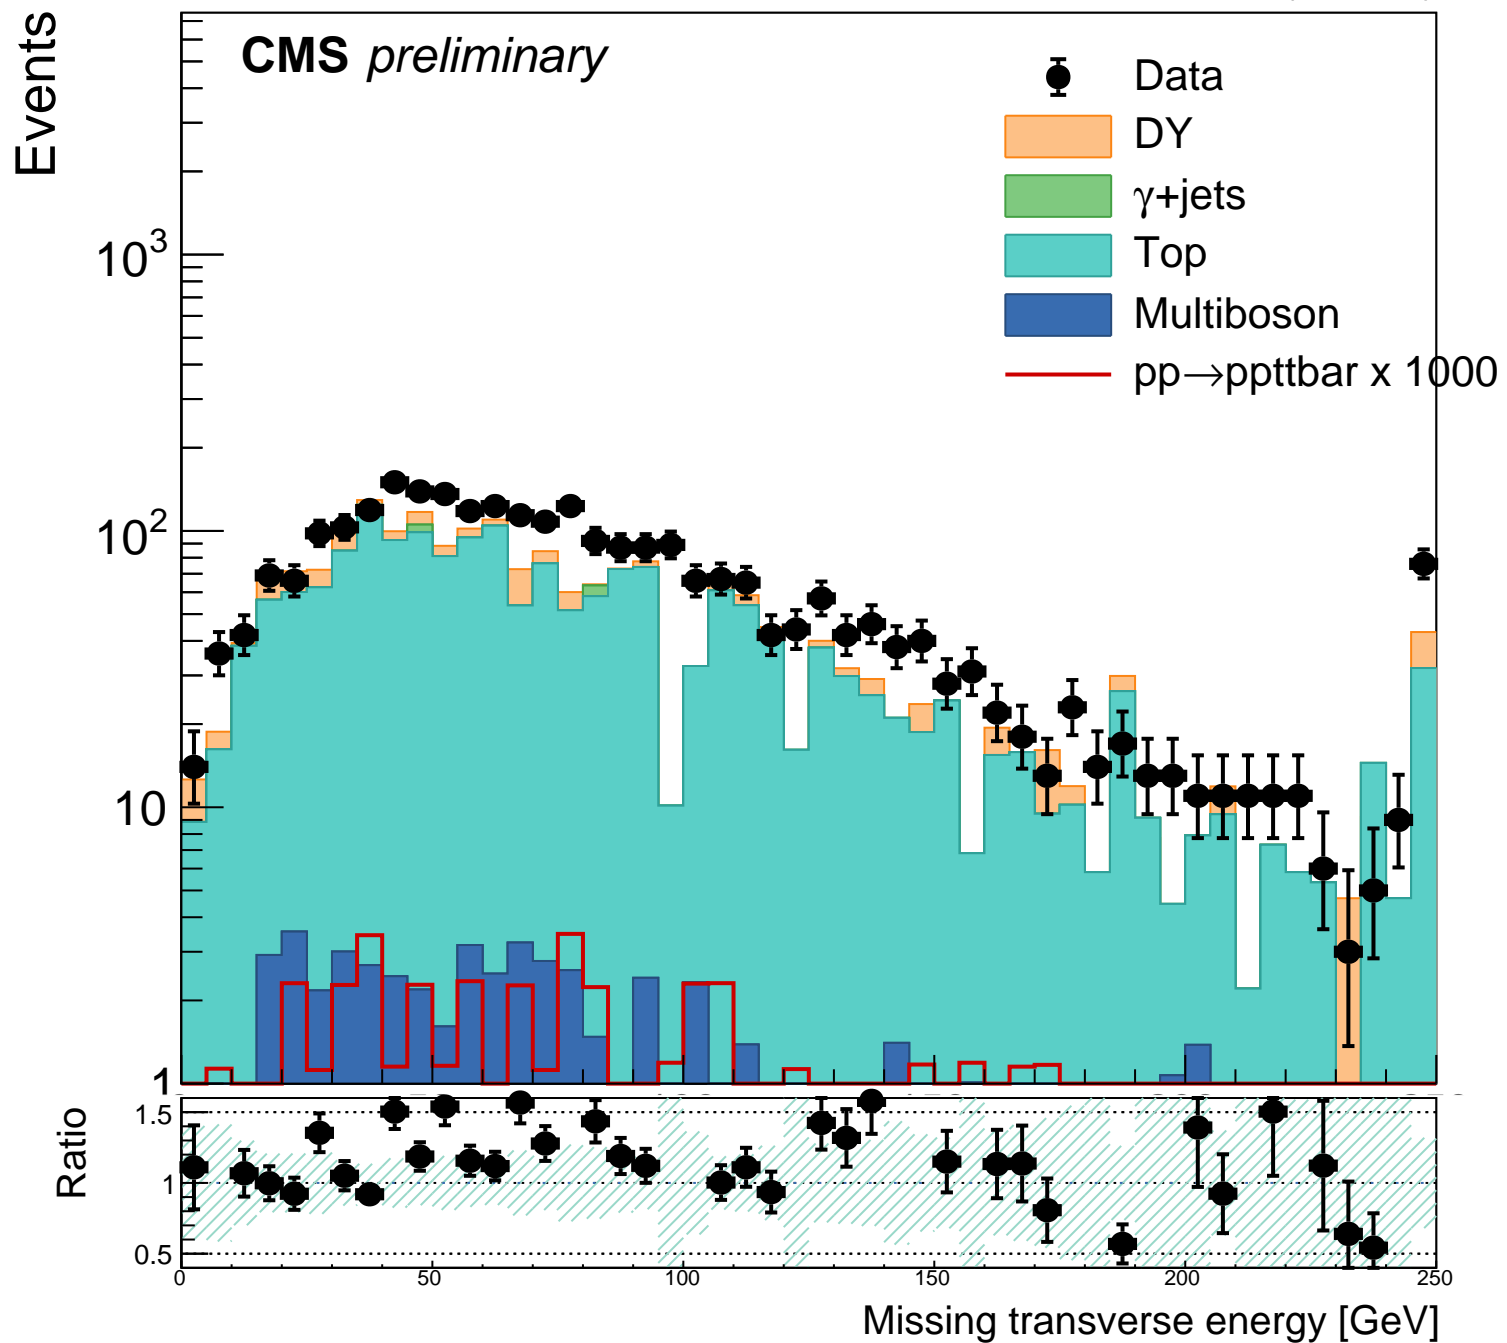 CMS preliminary
Events
Data
DY
γ+jets
Top
Multiboson
pp→ppttbar x 1000
10³
10²
10
1
Ratio
1.5
1
0.5
0 50 100 150 200 250
Missing transverse energy [GeV]